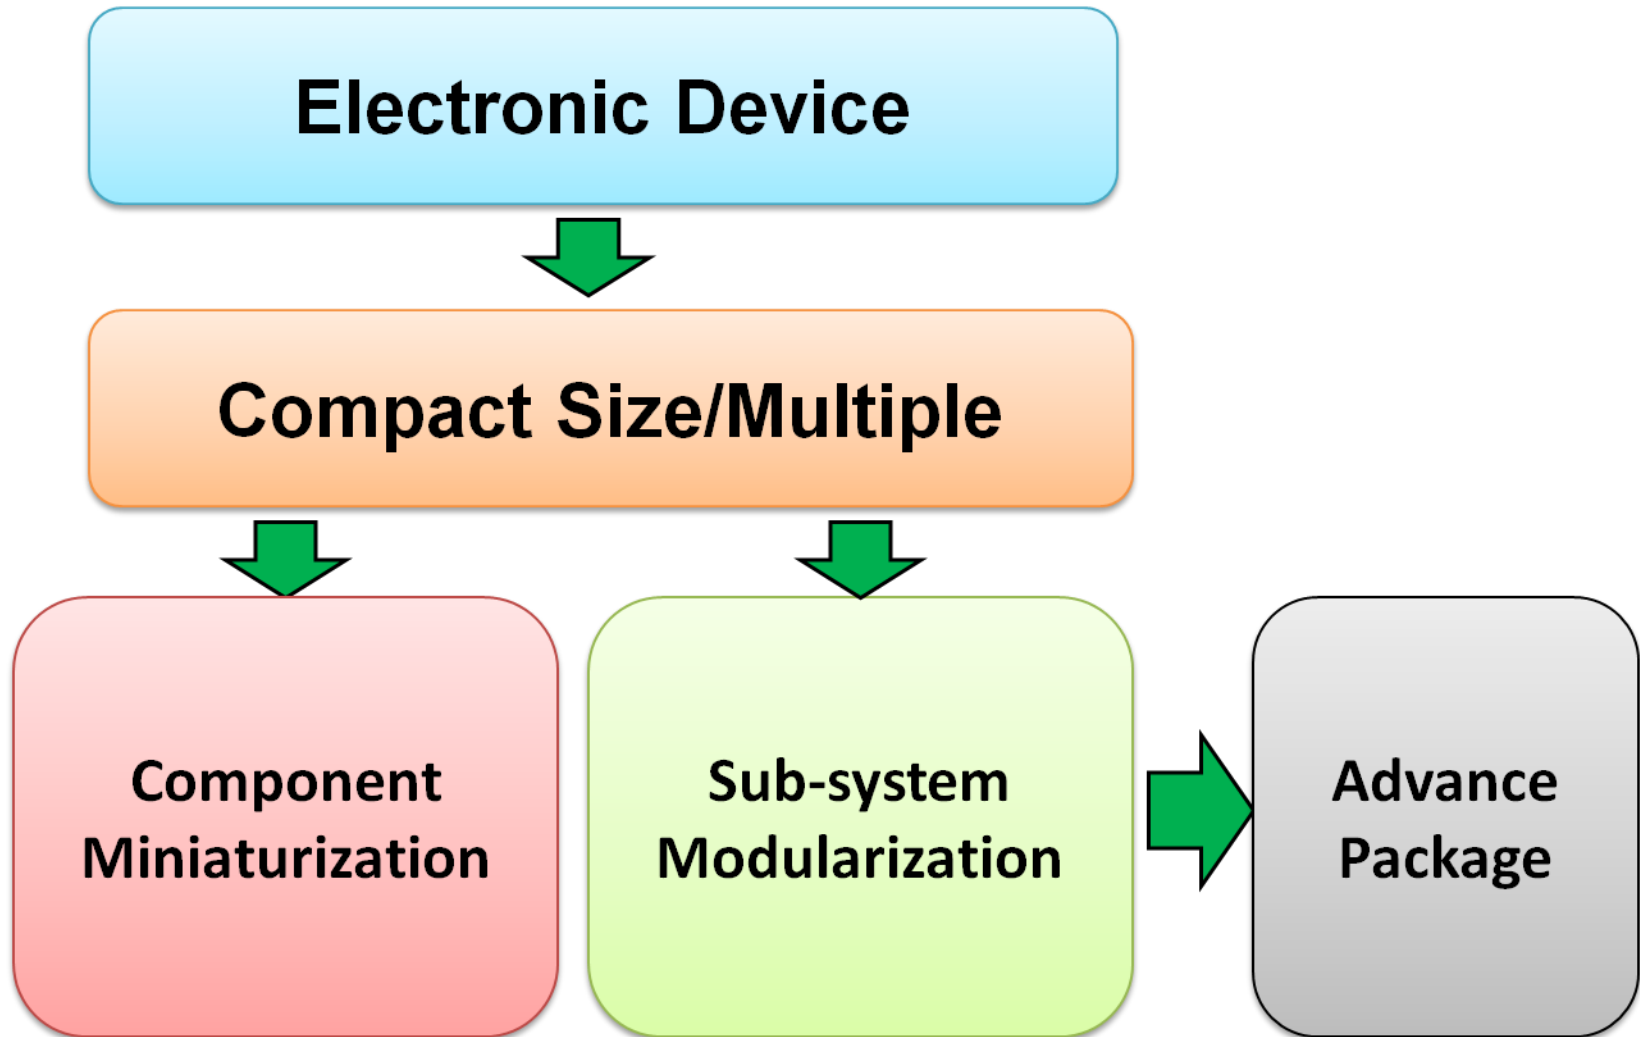 Electronic Device
Compact Size/Multiple
Component
Miniaturization
Sub-system
Modularization
Advance
Package